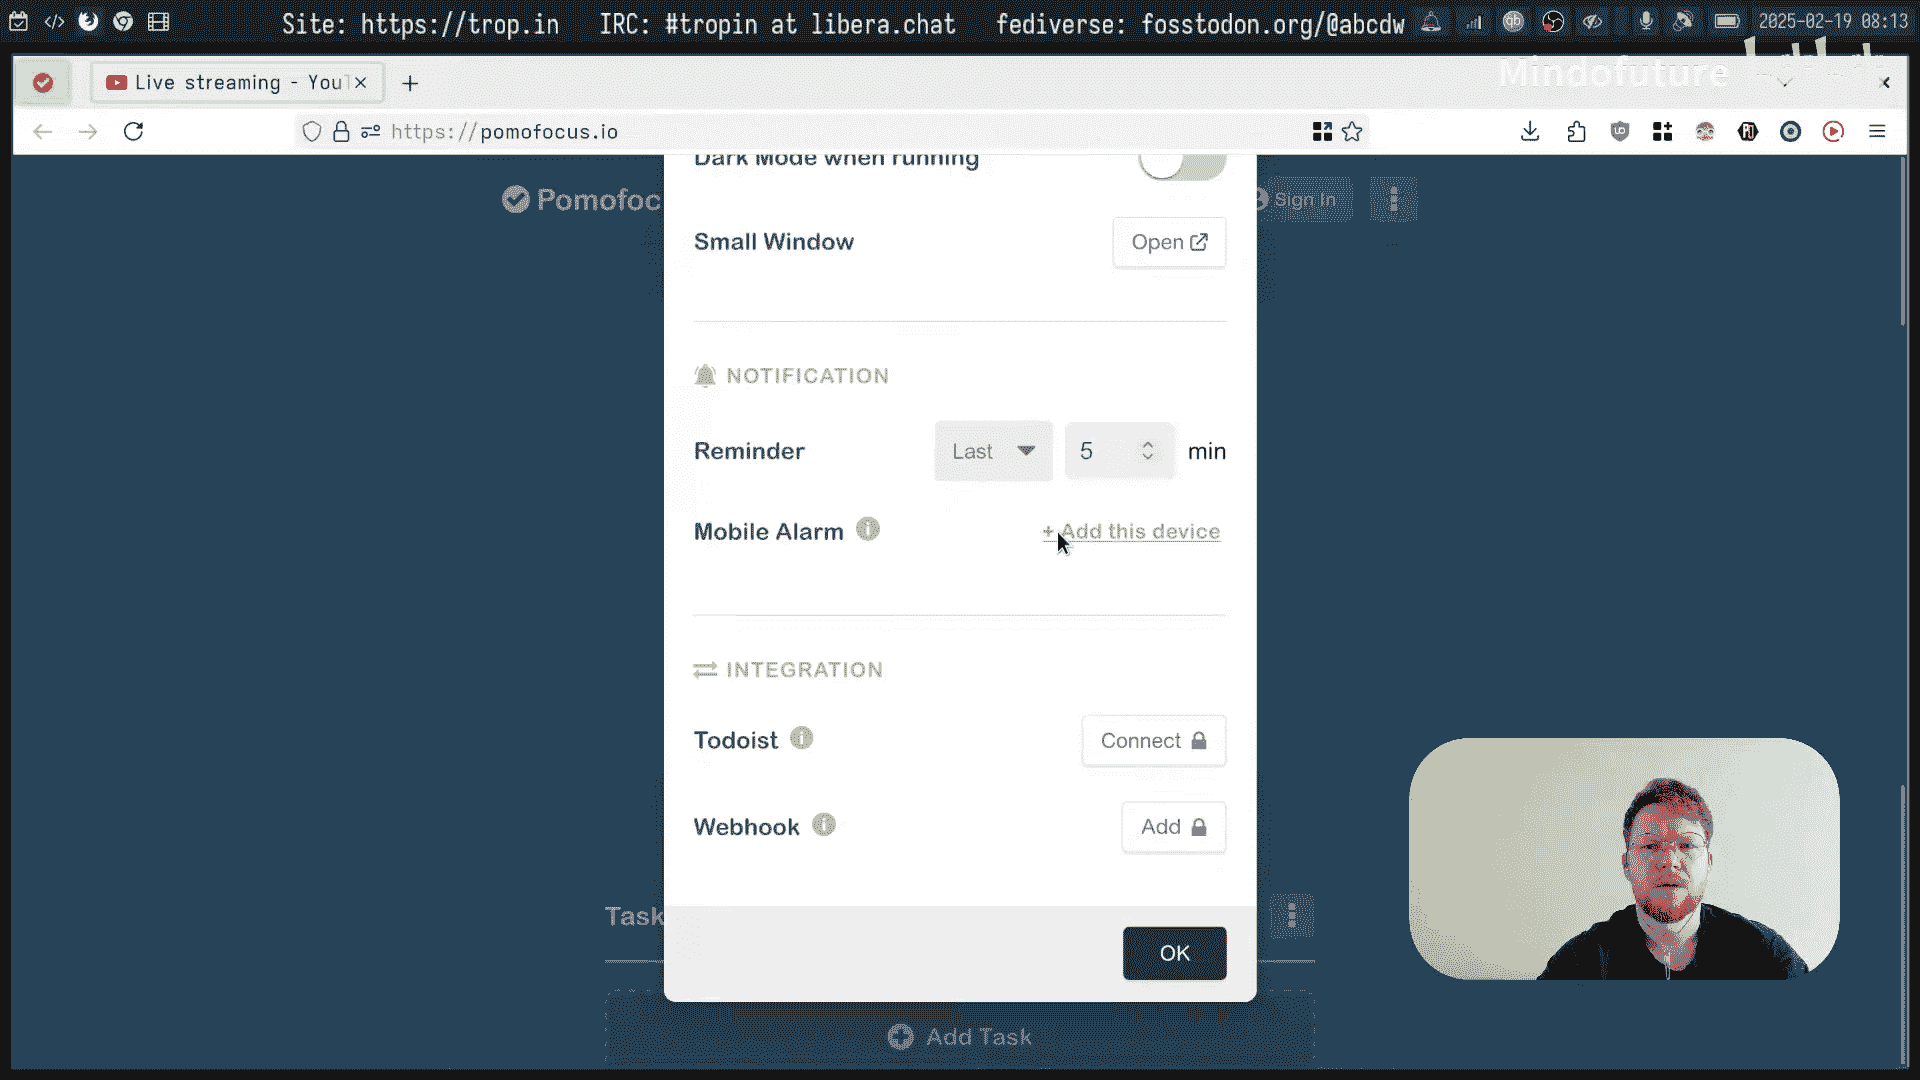 Site: https://trop.in IRC: #tropin at libera.chat fediverse: fosstodon.org/@abcdw
2025-02-19 08:13
Mindofuture
Live streaming - YouT
https://pomofocus.io
Dark Mode when running
Pomofoc
Sign In
Small Window
Open
NOTIFICATION
Reminder
Last
5
min
Mobile Alarm
+ Add this device
INTEGRATION
Todoist
Connect
Webhook
Add
Task
OK
Add Task